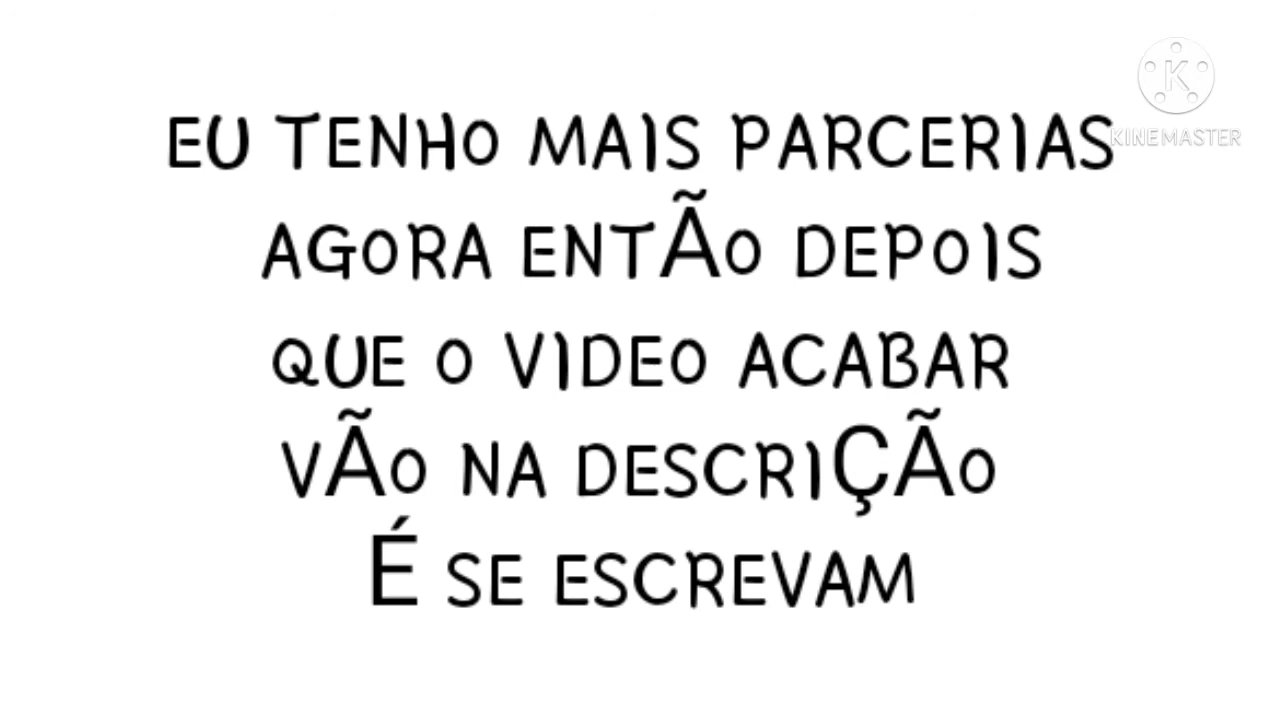 EU TENHO MAIS PARCERIAS
AGORA ENTÃO DEPOIS
QUE O VIDEO ACABAR
VÃO NA DESCRIÇÃO
É SE ESCREVAM
K
KINEMASTER